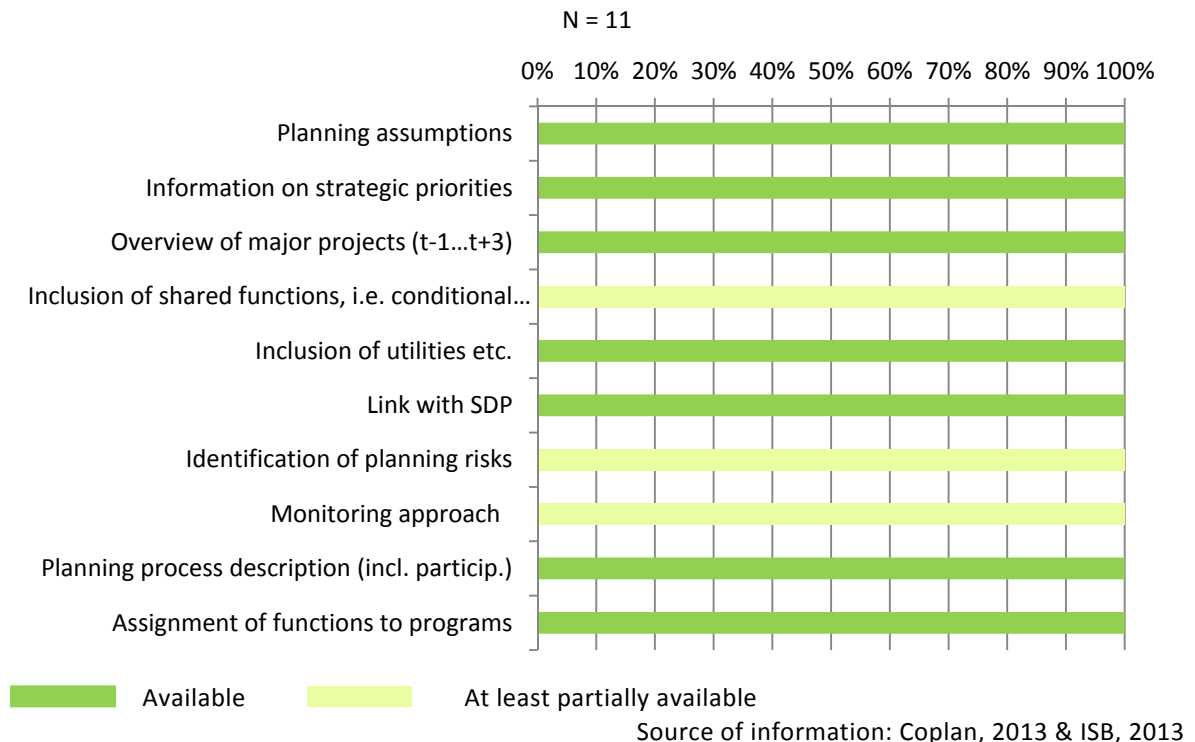 N = 11
0% 10% 20% 30% 40% 50% 60% 70% 80% 90% 100%
Planning assumptions
Information on strategic priorities
Overview of major projects (t-1…t+3)
Inclusion of shared functions, i.e. conditional…
Inclusion of utilities etc.
Link with SDP
Identification of planning risks
Monitoring approach
Planning process description (incl. particip.)
Assignment of functions to programs
Available At least partially available
Source of information: Coplan, 2013 & ISB, 2013